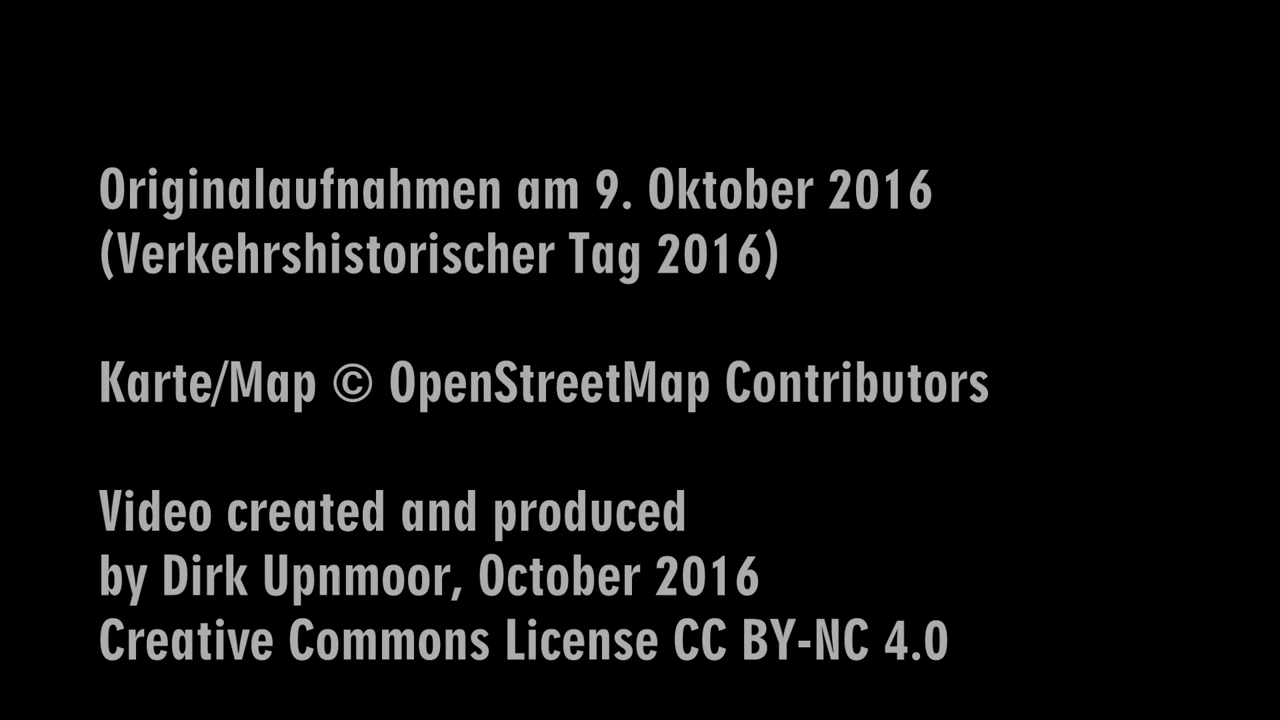 Originalaufnahmen am 9. Oktober 2016
(Verkehrshistorischer Tag 2016)
Karte/Map © OpenStreetMap Contributors
Video created and produced
by Dirk Upnmoor, October 2016
Creative Commons License CC BY-NC 4.0